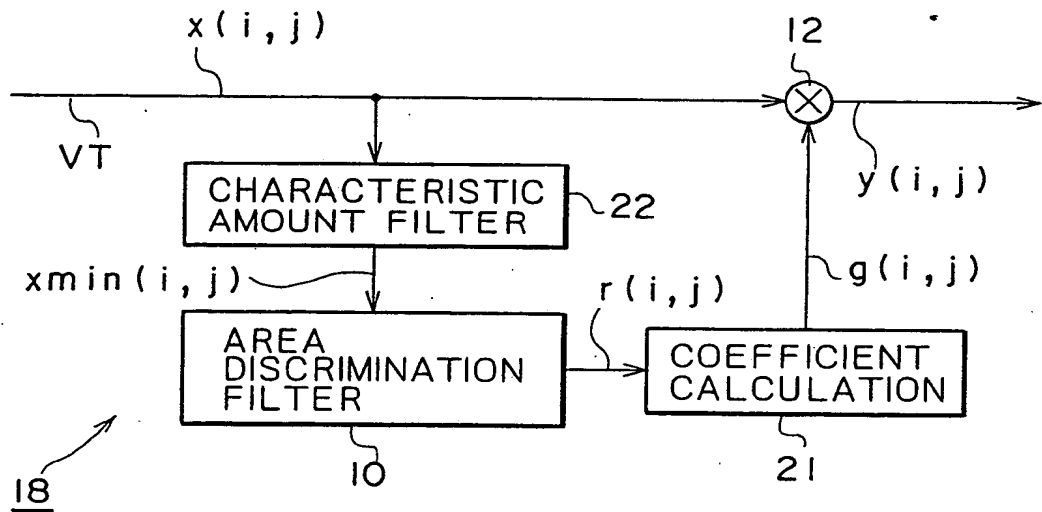 x(i,j)
12
VT
CHARACTERISTIC
AMOUNT FILTER
22
y(i,j)
xmin(i,j)
r(i,j)
g(i,j)
AREA
DISCRIMINATION
FILTER
COEFFICIENT
CALCULATION
10
21
18